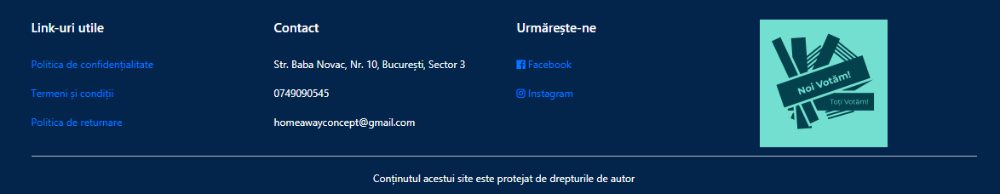 Link-uri utile
Politica de confidențialitate
Termeni și condiții
Politica de returnare
Contact
Str. Baba Novac, Nr. 10, București, Sector 3
0749090545
homeawayconcept@gmail.com
Urmărește-ne
Facebook
Instagram
Noi Votăm!
Toți Votăm!
Conținutul acestui site este protejat de drepturile de autor